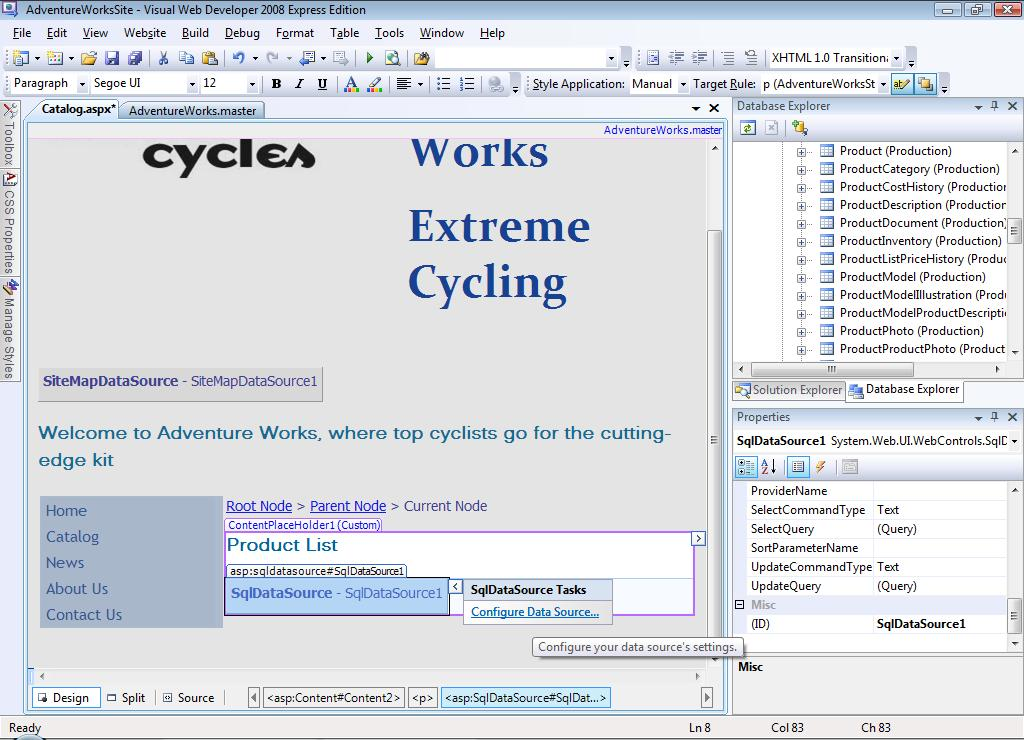 AdventureWorksSite - Visual Web Developer 2008 Express Edition
File Edit View Website Build Debug Format Table Tools Window Help
XHTML 1.0 Transition
Paragraph Segoe UI 12 B I U Style Application: Manual Target Rule: p (AdventureWorksSt
Toolbox
CSS Properties
Manage Styles
Catalog.aspx* AdventureWorks.master
AdventureWorks.master
cycles
Works
Extreme
Cycling
SiteMapDataSource - SiteMapDataSource1
Welcome to Adventure Works, where top cyclists go for the cutting-
edge kit
Home
Catalog
News
About Us
Contact Us
Root Node > Parent Node > Current Node
ContentPlaceHolder1 (Custom)
Product List
asp:sqldatasource#SqlDataSource1
SqlDataSource - SqlDataSource1
SqlDataSource Tasks
Configure Data Source...
Configure your data source's settings.
Design Split Source <asp:Content#Content2> <p> <asp:SqlDataSource#SqlDat...>
Database Explorer
Product (Production)
ProductCategory (Production)
ProductCostHistory (Production
ProductDescription (Production
ProductDocument (Production)
ProductInventory (Production)
ProductListPriceHistory (Produc
ProductModel (Production)
ProductModelIllustration (Produ
ProductModelProductDescripti
ProductPhoto (Production)
ProductProductPhoto (Product
Solution Explorer Database Explorer
Properties
SqlDataSource1 System.Web.UI.WebControls.SqlD
ProviderName
SelectCommandType Text
SelectQuery (Query)
SortParameterName
UpdateCommandType Text
UpdateQuery (Query)
Misc
(ID) SqlDataSource1
Misc
Ready Ln 8 Col 83 Ch 83